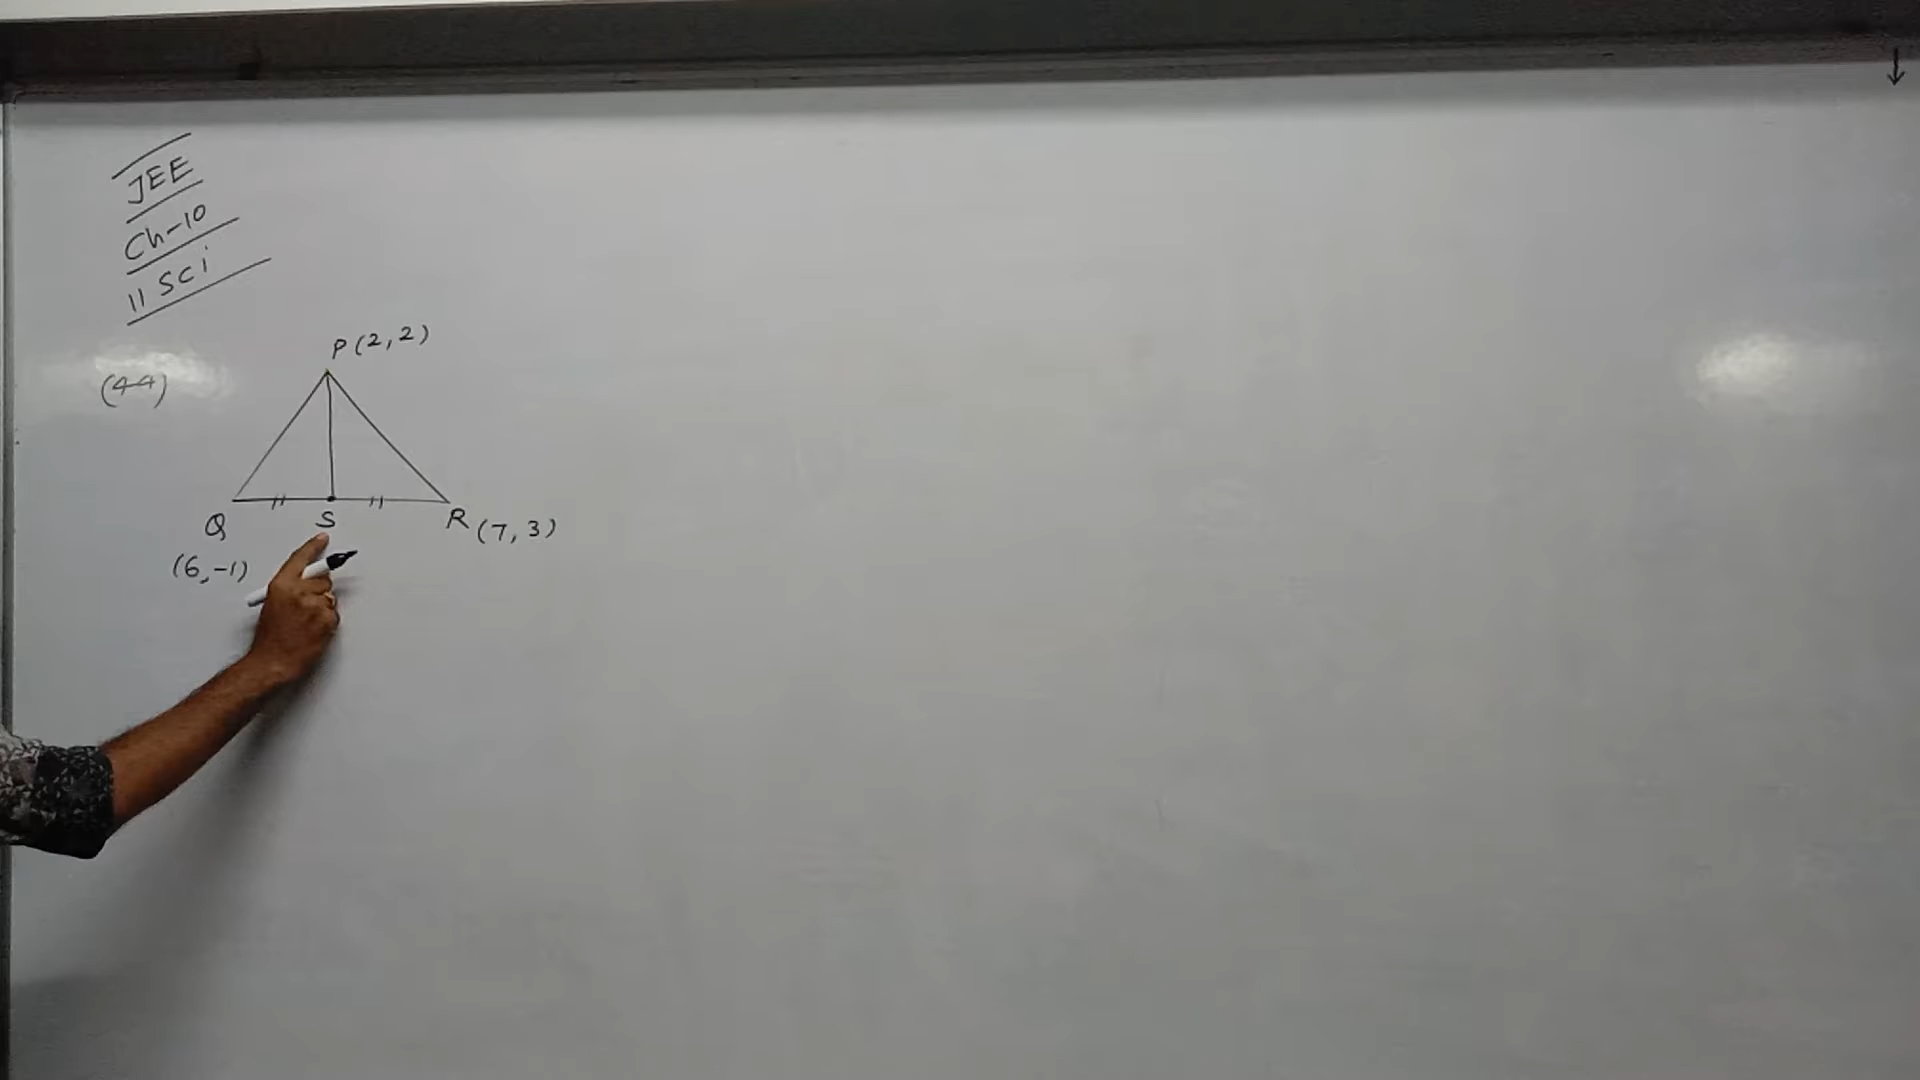 JEE
Ch-10
11 SCi
(44)
P(2,2)
Q
S
R (7,3)
(6,-1)